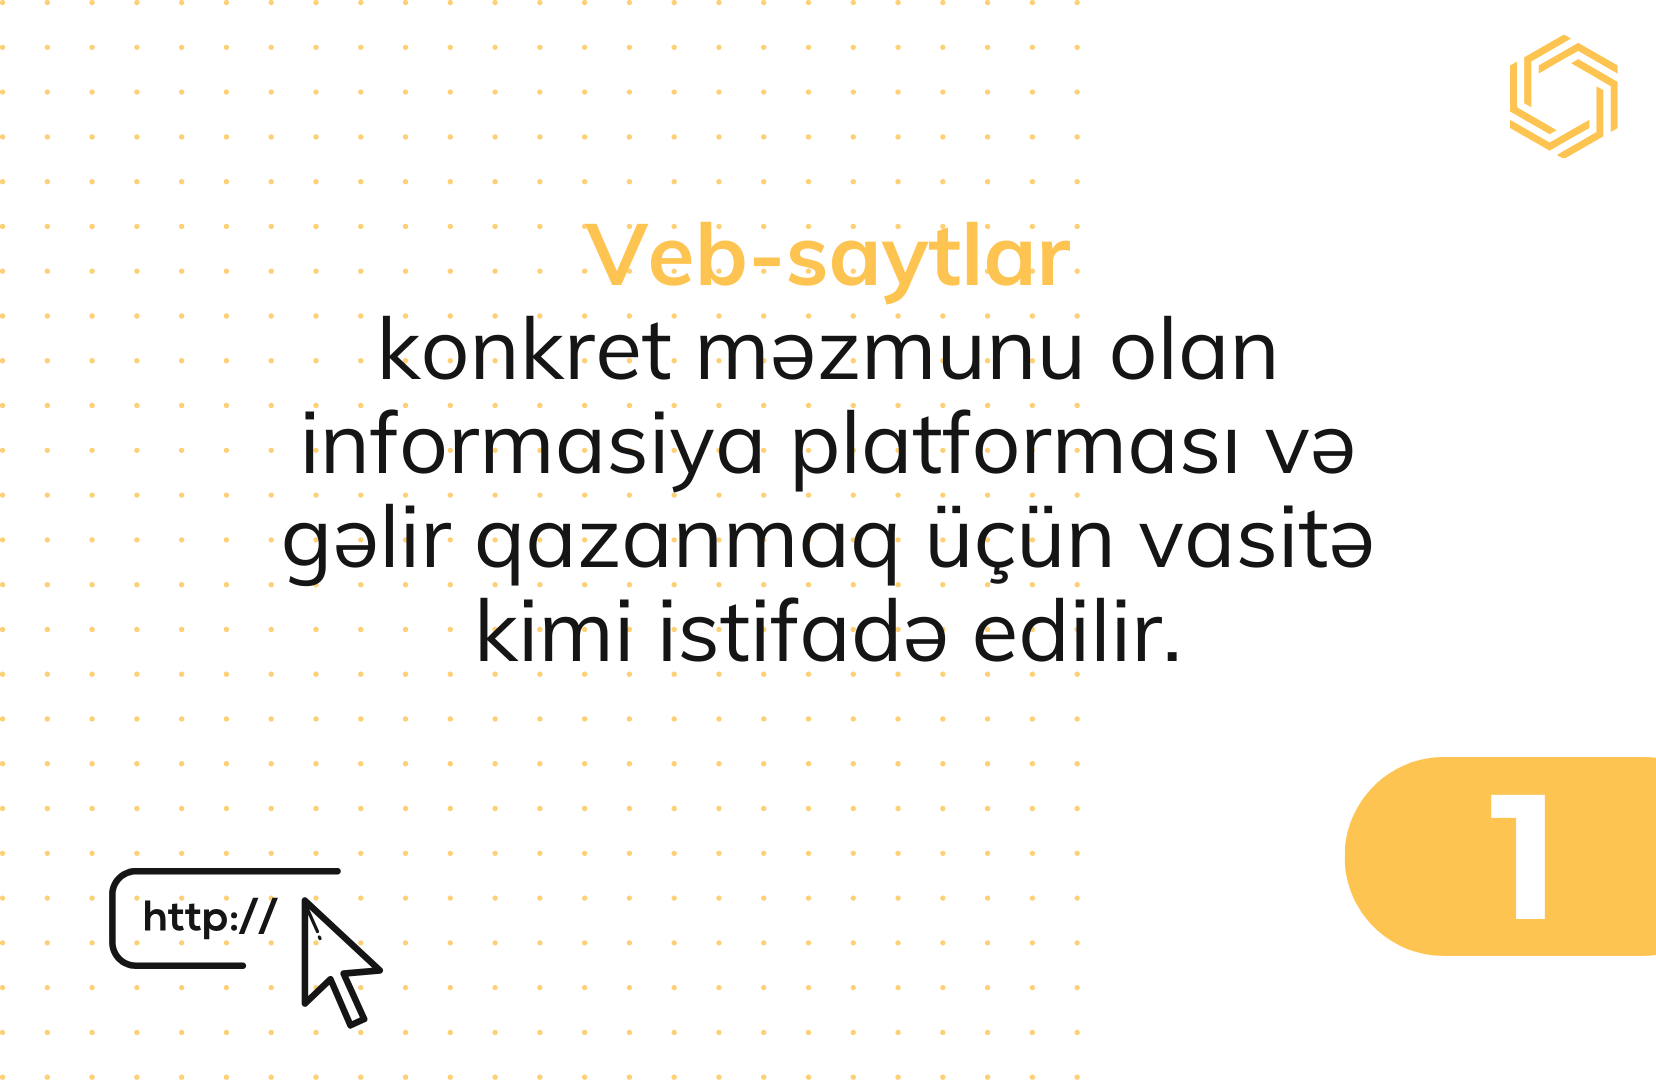 Veb-saytlar
konkret məzmunu olan
informasiya platforması və
gəlir qazanmaq üçün vasitə
kimi istifadə edilir.
1
http://